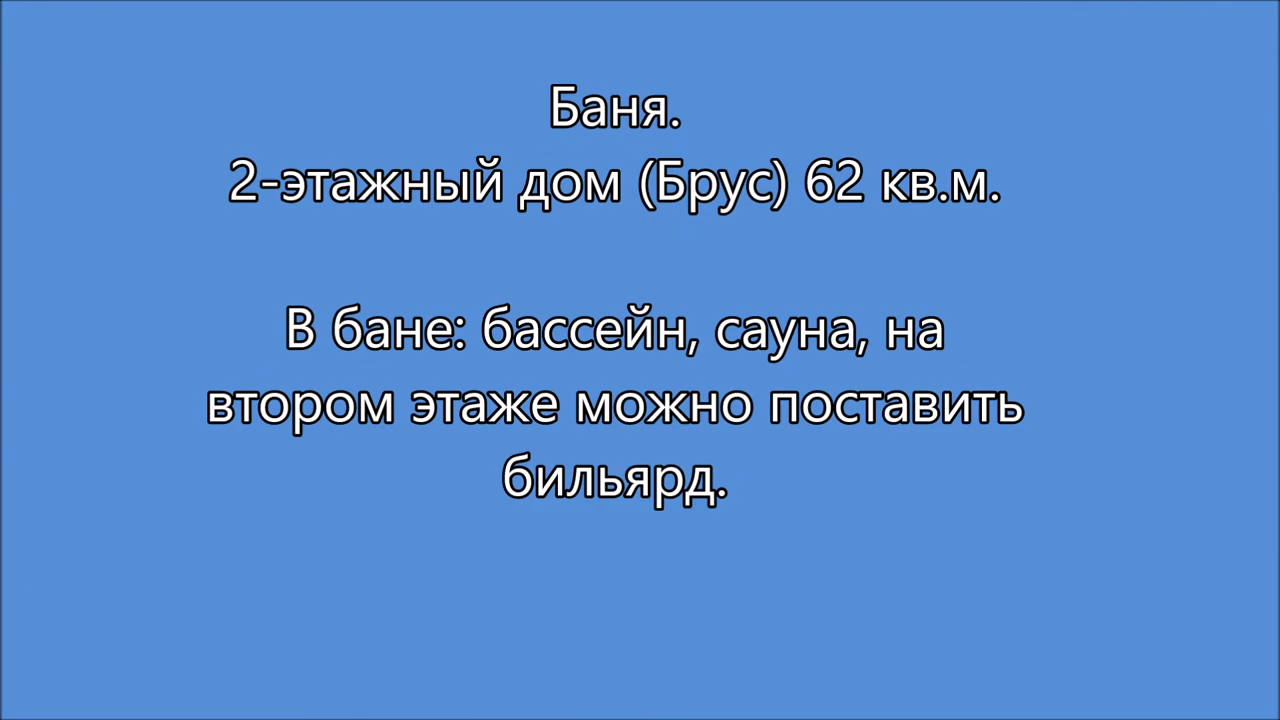 Баня.
2-этажный дом (Брус) 62 кв.м.
В бане: бассейн, сауна, на
втором этаже можно поставить
бильярд.